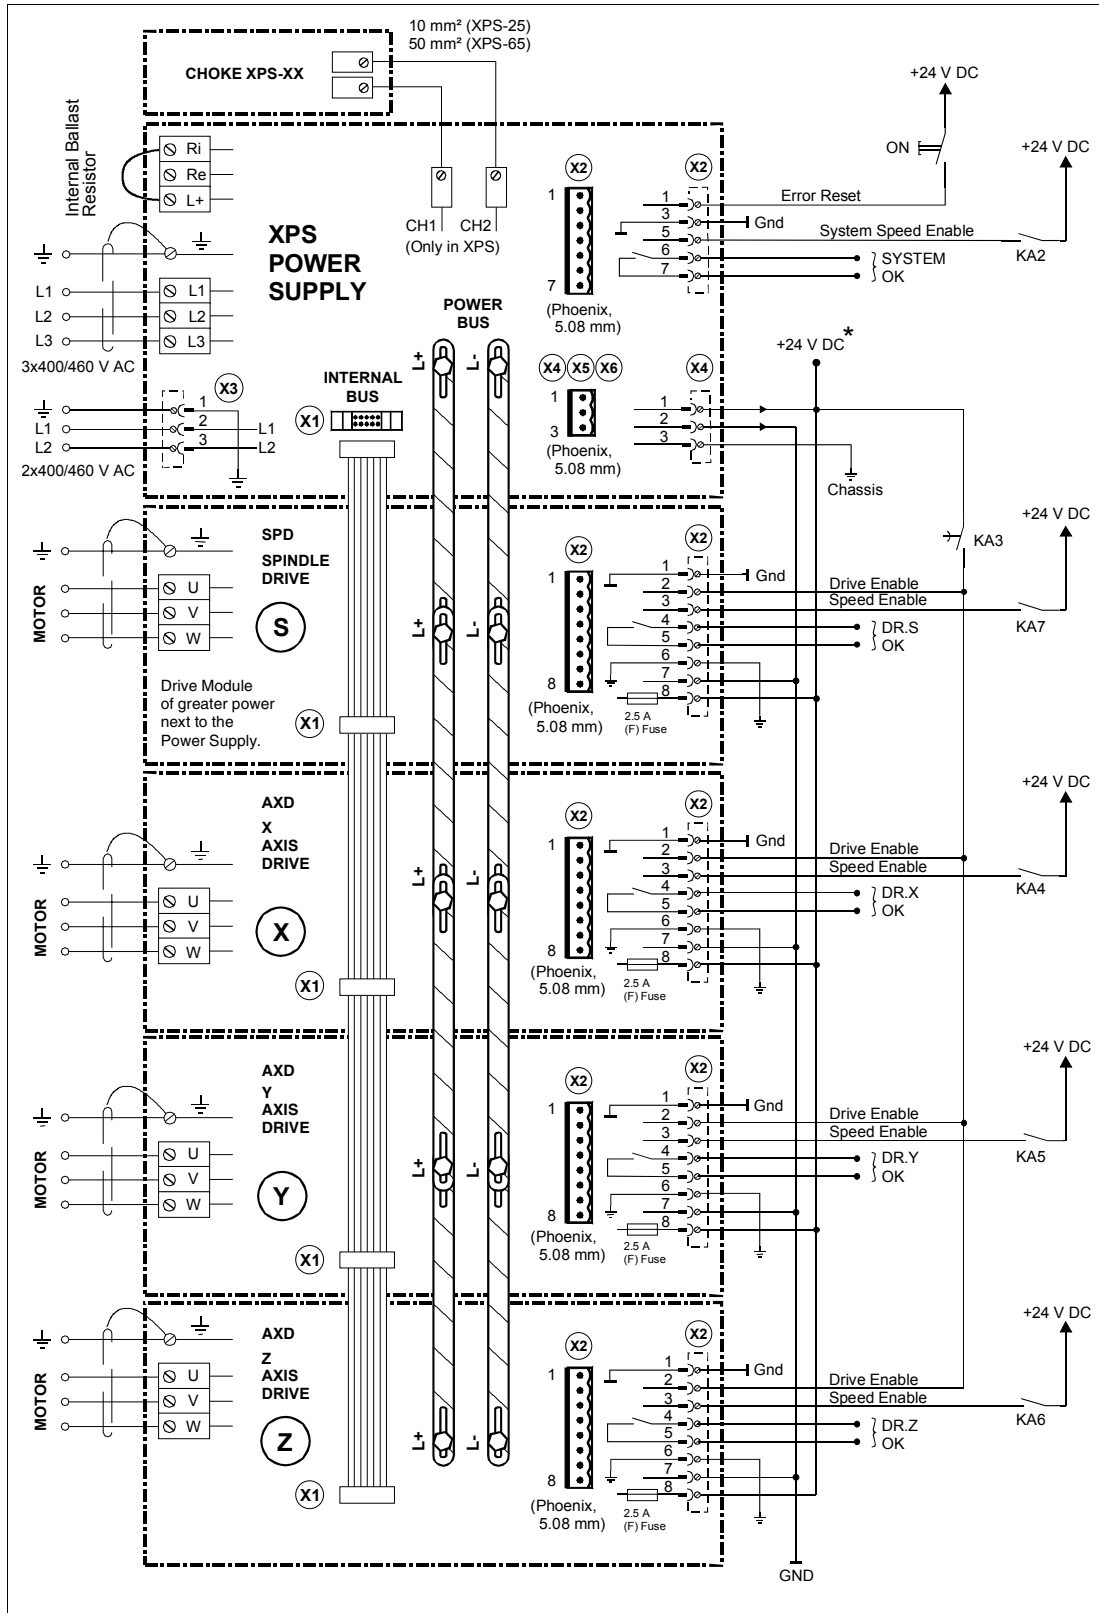 10 mm² (XPS-25)
50 mm² (XPS-65)
CHOKE XPS-XX
+24 V DC
ON
+24 V DC
Internal Ballast
Resistor
Ri
Re
L+
CH1 CH2
(Only in XPS)
XPS
POWER
SUPPLY
X2
1
7
(Phoenix,
5.08 mm)
X2
1
3
5
6
7
Error Reset
Gnd
System Speed Enable
KA2
SYSTEM
OK
L1
L2
L3
L1
L2
L3
3x400/460 V AC
POWER
BUS
L+
L-
INTERNAL
BUS
X1
X3
1
2
3
L1
L2
L1
L2
2x400/460 V AC
X4 X5 X6
1
3
(Phoenix,
5.08 mm)
X4
1
2
3
+24 V DC*
Chassis
KA3
+24 V DC
SPD
SPINDLE
DRIVE
S
MOTOR
U
V
W
Drive Module
of greater power
next to the
Power Supply.
X1
L+
L-
X2
1
8
(Phoenix,
5.08 mm)
X2
1
2
3
4
5
6
7
8
2.5 A
(F) Fuse
Gnd
Drive Enable
Speed Enable
KA7
DR.S
OK
+24 V DC
AXD
X
AXIS
DRIVE
X
MOTOR
U
V
W
X1
L+
L-
X2
1
8
(Phoenix,
5.08 mm)
X2
1
2
3
4
5
6
7
8
2.5 A
(F) Fuse
Gnd
Drive Enable
Speed Enable
KA4
DR.X
OK
+24 V DC
AXD
Y
AXIS
DRIVE
Y
MOTOR
U
V
W
X1
L+
L-
X2
1
8
(Phoenix,
5.08 mm)
X2
1
2
3
4
5
6
7
8
2.5 A
(F) Fuse
Gnd
Drive Enable
Speed Enable
KA5
DR.Y
OK
+24 V DC
AXD
Z
AXIS
DRIVE
Z
MOTOR
U
V
W
X1
L+
L-
X2
1
8
(Phoenix,
5.08 mm)
X2
1
2
3
4
5
6
7
8
2.5 A
(F) Fuse
Gnd
Drive Enable
Speed Enable
KA6
DR.Z
OK
GND